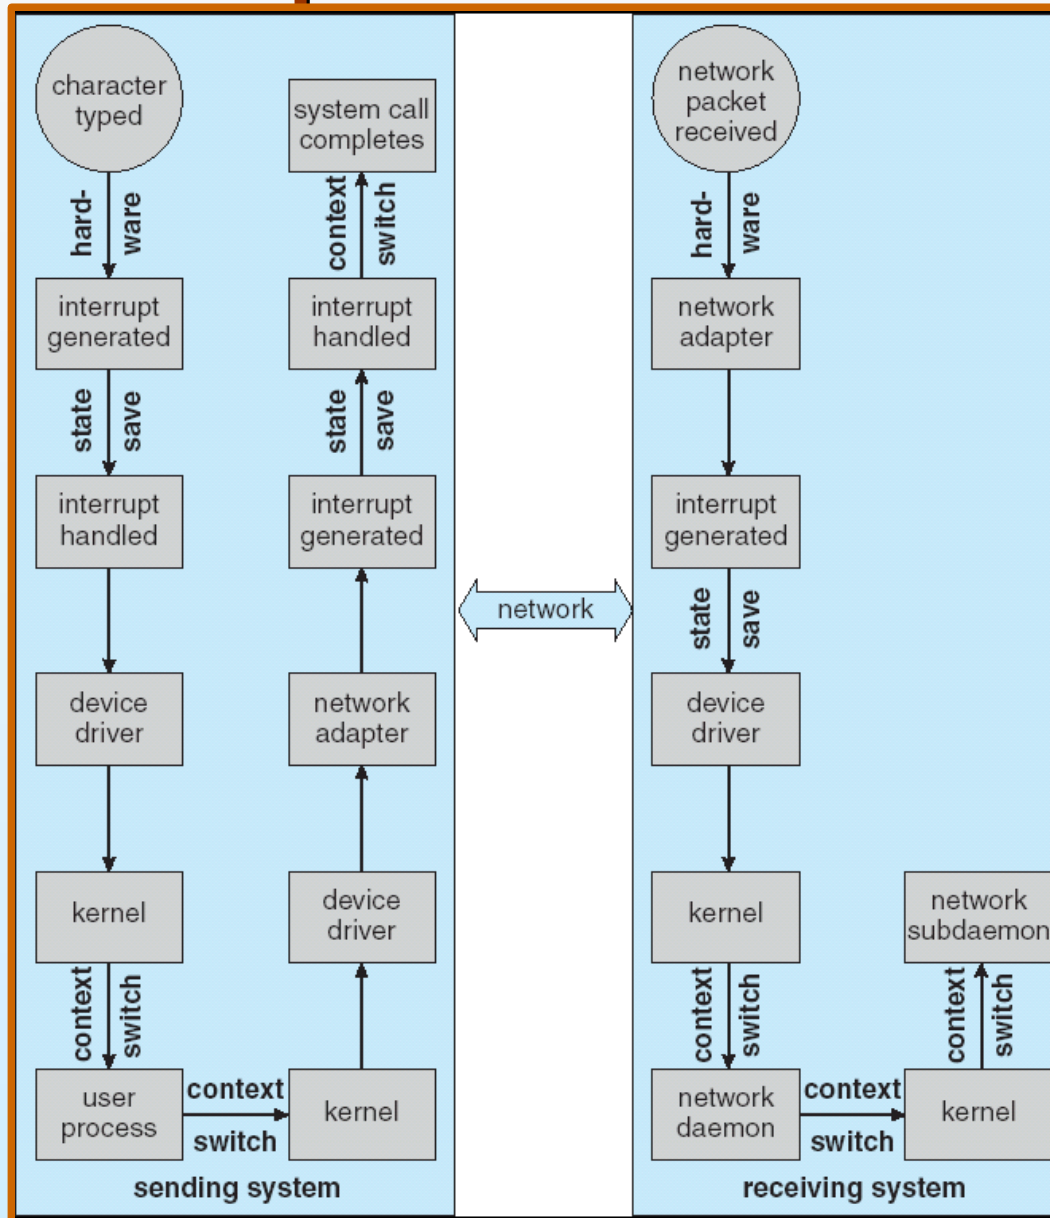 character
typed
hard-
ware
interrupt
generated
state
save
interrupt
handled
device
driver
kernel
context
switch
user
process
context
switch
kernel
device
driver
network
adapter
interrupt
generated
state
save
interrupt
handled
context
switch
system call
completes
sending system
network
network
packet
received
hard-
ware
network
adapter
interrupt
generated
state
save
device
driver
kernel
context
switch
network
daemon
context
switch
kernel
context
switch
network
subdaemon
receiving system